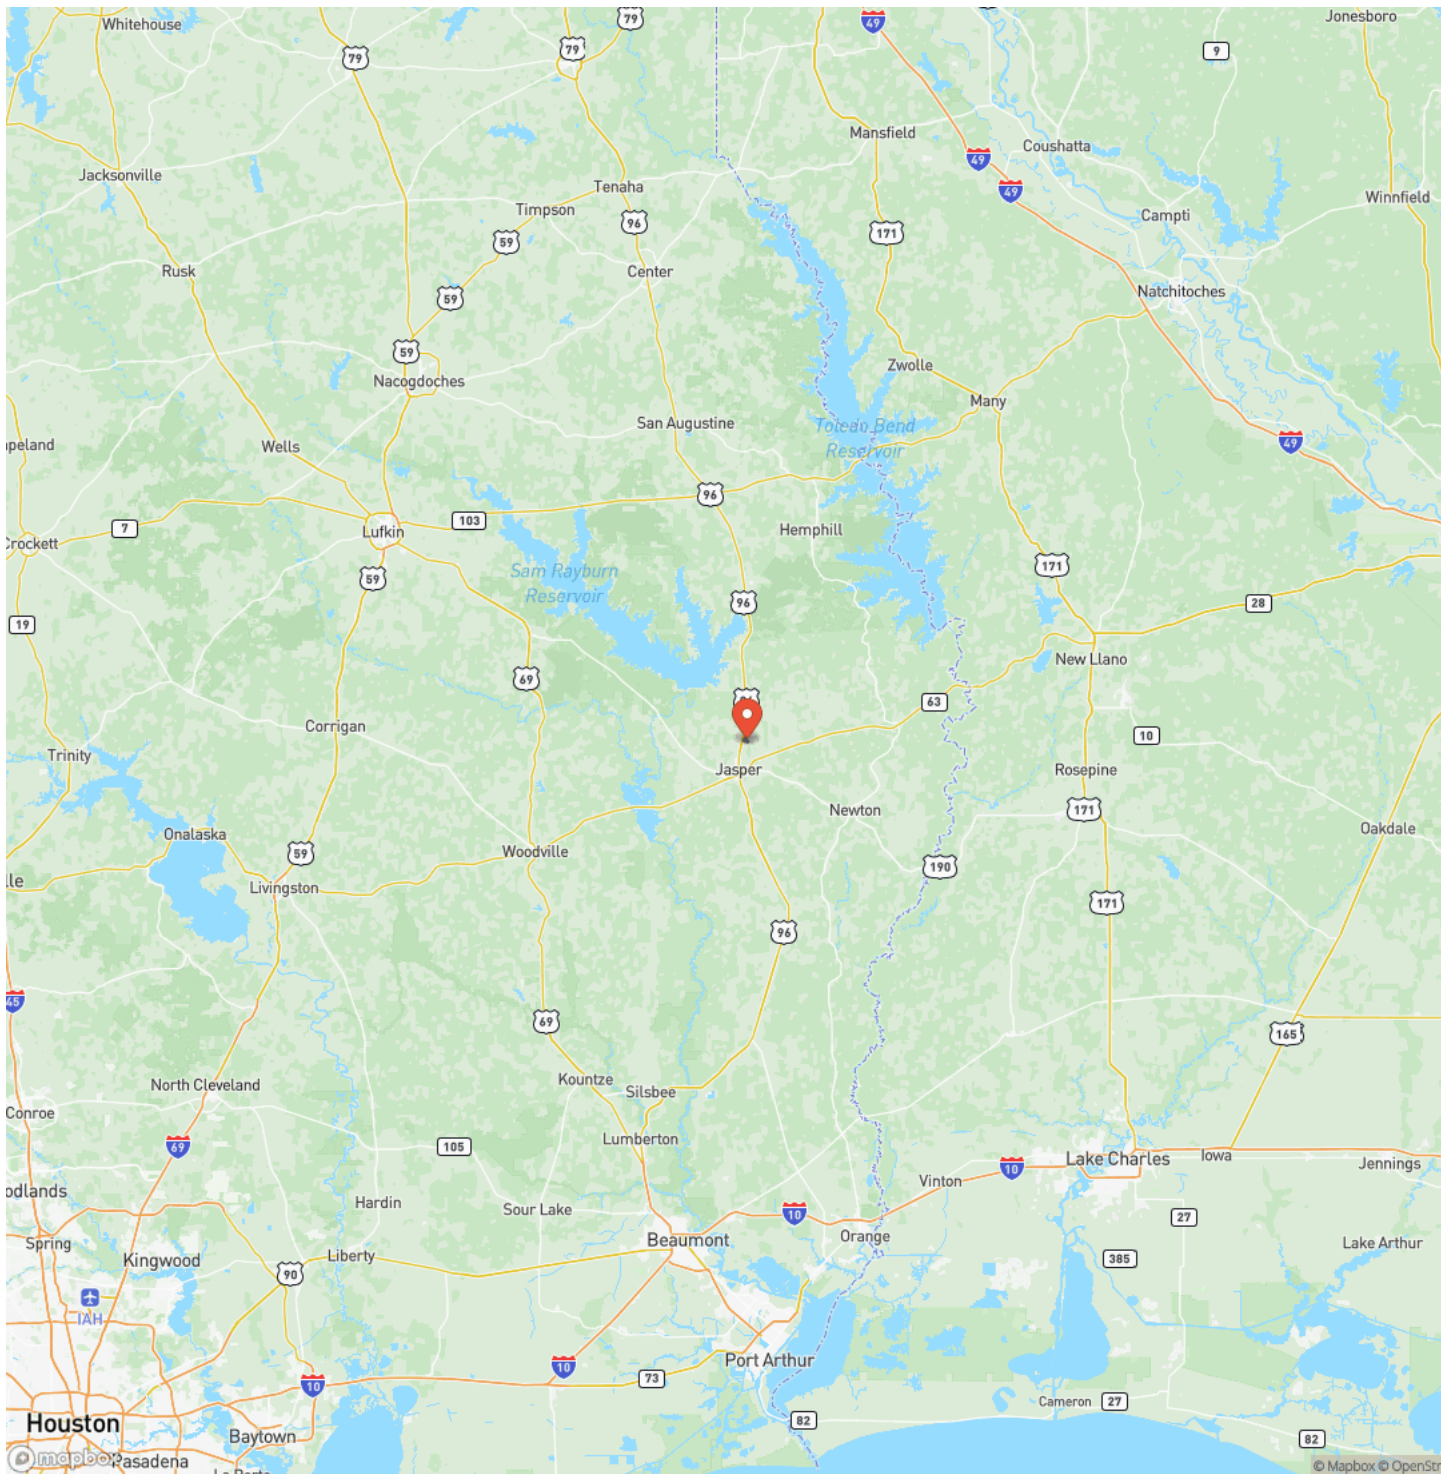 Whitehouse
79
49
Jonesboro
79
79
9
Mansfield
Coushatta
49
49
Jacksonville
Tenaha
Timpson
96
171
Campti
Winnfield
59
Rusk
Center
59
Natchitoches
59
Nacogdoches
Zwolle
Many
San Augustine
Toledo Bend
Reservoir
49
apeland
Wells
96
103
7
Lufkin
Crockett
Hemphill
Sam Rayburn
Reservoir
59
171
96
28
19
New Llano
69
63
Corrigan
10
Trinity
Jasper
Rosepine
Newton
171
Onalaska
Oakdale
59
Woodville
190
lle
Livingston
171
96
45
69
165
Kountze
North Cleveland
Silsbee
Conroe
Lumberton
69
105
Lake Charles
Iowa
Jennings
10
Vinton
odlands
Hardin
Sour Lake
10
27
Spring
Beaumont
Orange
Lake Arthur
Kingwood
Liberty
385
90
IAH
Port Arthur
10
73
10
Cameron
27
82
Houston
82
Baytown
mapbox
Pasadena
© Mapbox © OpenStr